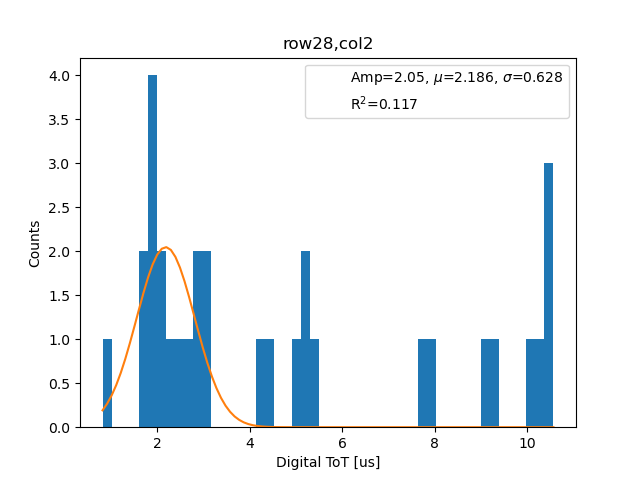 row28,col2
Amp=2.05, μ=2.186, σ=0.628
R²=0.117
Counts
4.0
3.5
3.0
2.5
2.0
1.5
1.0
0.5
0.0
2 4 6 8 10
Digital ToT [us]